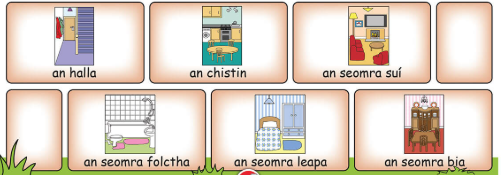 an halla
an chistin
an seomra suí
an seomra folctha
an seomra leapa
an seomra bia